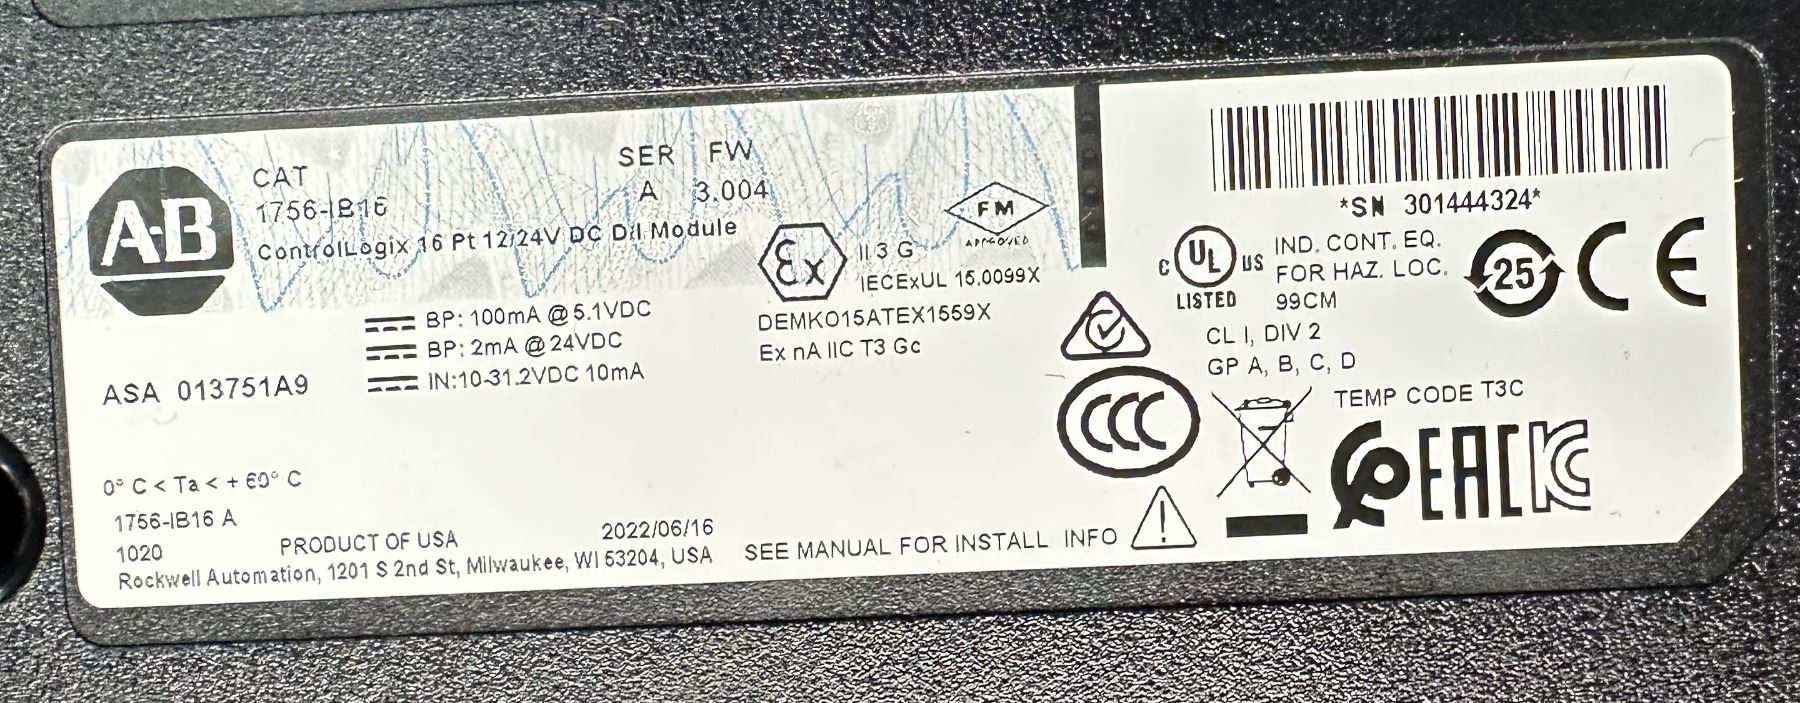 A-B
CAT
SER FW
1756-IB16
A 3.004
ControlLogix 16 Pt 12/24V DC D/I Module
BP: 100mA @ 5.1VDC
BP: 2mA @ 24VDC
IN:10-31.2VDC 10mA
ASA 013751A9
Ex
II 3 G
IECExUL 15.0099X
DEMKO15ATEX1559X
Ex nA IIC T3 Gc
FM
APPROVED
*SN 301444324*
C UL US
LISTED
IND. CONT. EQ.
FOR HAZ. LOC.
99CM
CL I, DIV 2
GP A, B, C, D
TEMP CODE T3C
25
CE
CCC
EAC
KC
0° C < Ta < + 60° C
1756-IB16 A
1020
PRODUCT OF USA
2022/06/16
Rockwell Automation, 1201 S 2nd St, Milwaukee, WI 53204, USA
SEE MANUAL FOR INSTALL INFO